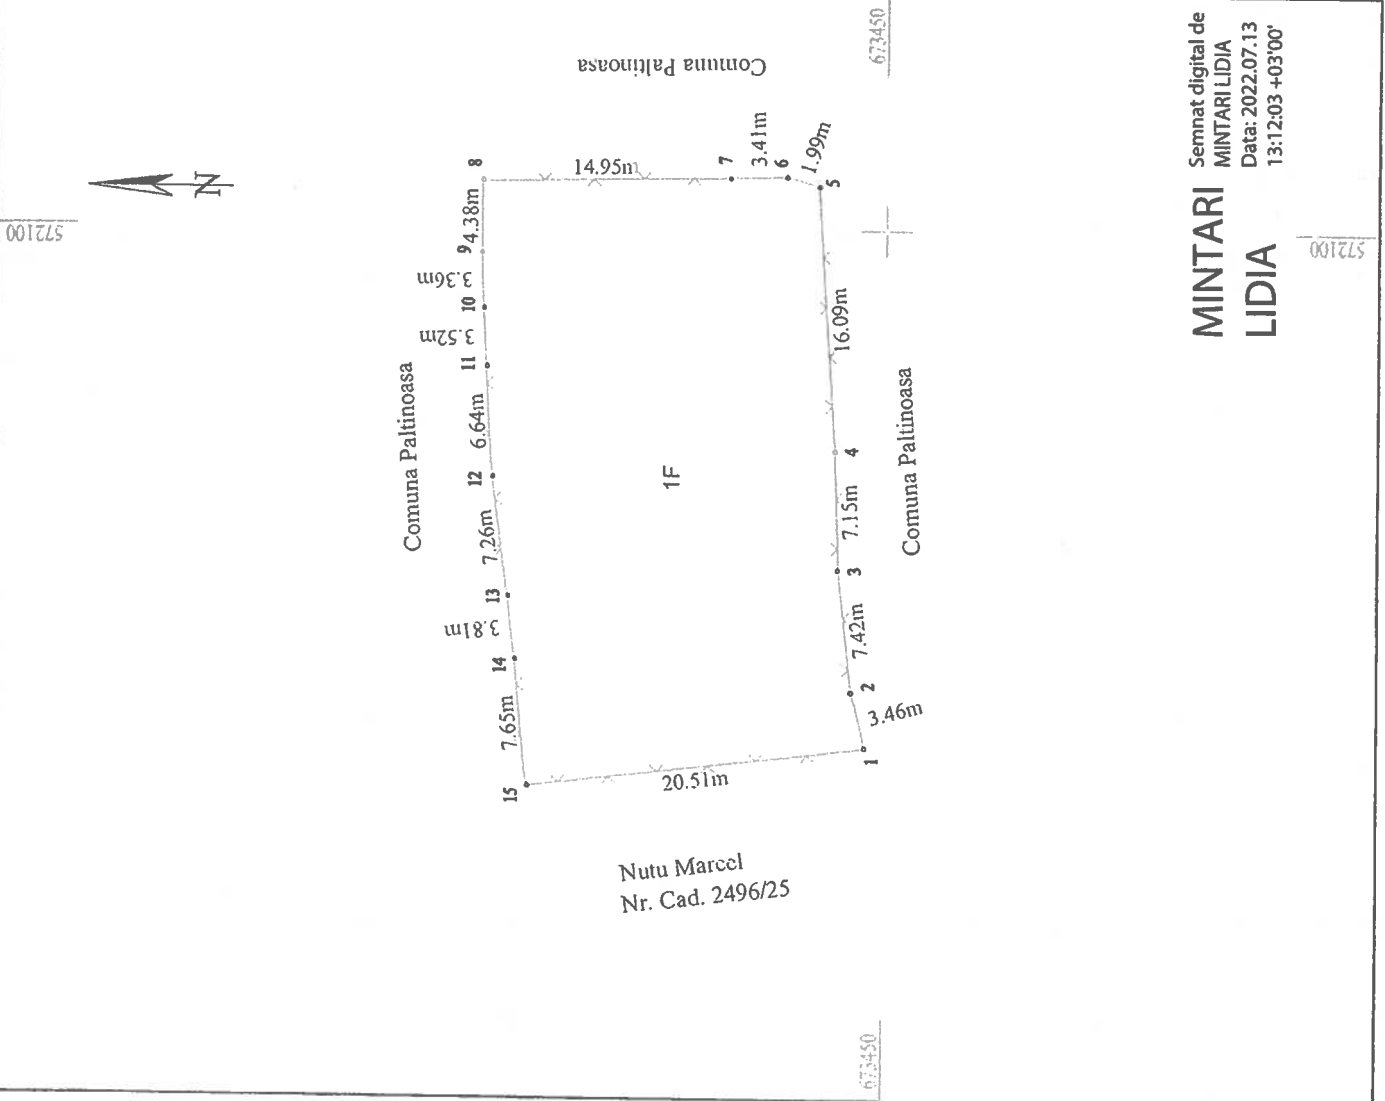 673450
Comuna Paltinoasa
N
572100
8
14.95m
7
3.41m
6
1.99m
5
4.38m
9
3.36m
10
3.52m
11
6.64m
12
7.26m
13
3.81m
14
7.65m
15
Comuna Paltinoasa
1F
16.09m
4
7.15m
3
7.42m
2
3.46m
1
20.51m
Comuna Paltinoasa
Nutu Marcel
Nr. Cad. 2496/25
673450
572100
MINTARI
LIDIA
Semnat digital de
MINTARI LIDIA
Data: 2022.07.13
13:12:03 +03'00'